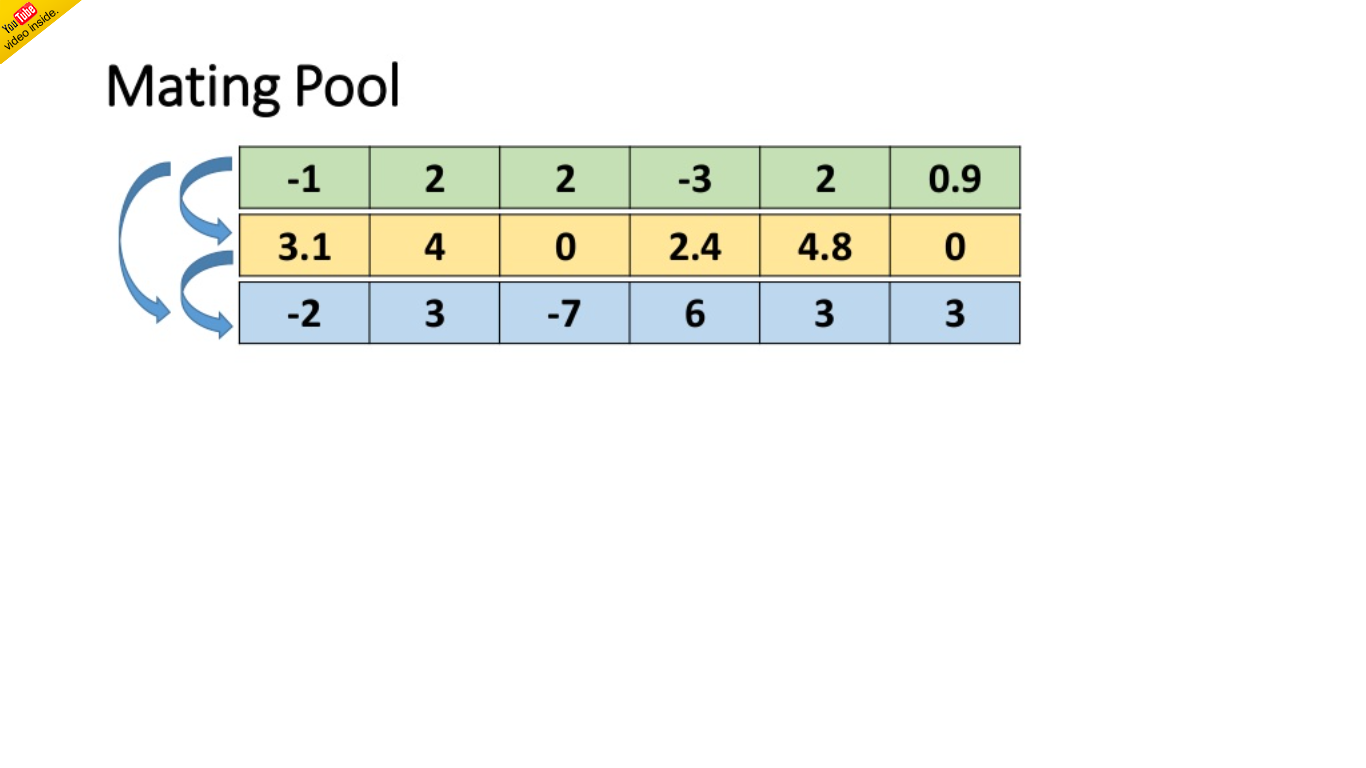 You Tube
video inside.
Mating Pool
-1 2 2 -3 2 0.9
3.1 4 0 2.4 4.8 0
-2 3 -7 6 3 3